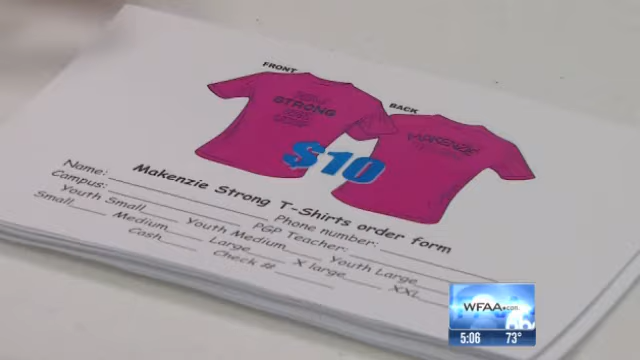 FRONT
BACK
STRONG
MAKENZIE
$10
Makenzie Strong T-Shirts order form
Name: Phone number:
Campus: PGP Teacher:
Youth Small Youth Medium Youth Large
Small Medium Large X large XXL
Cash Check #
WFAA.com
5:06 73°